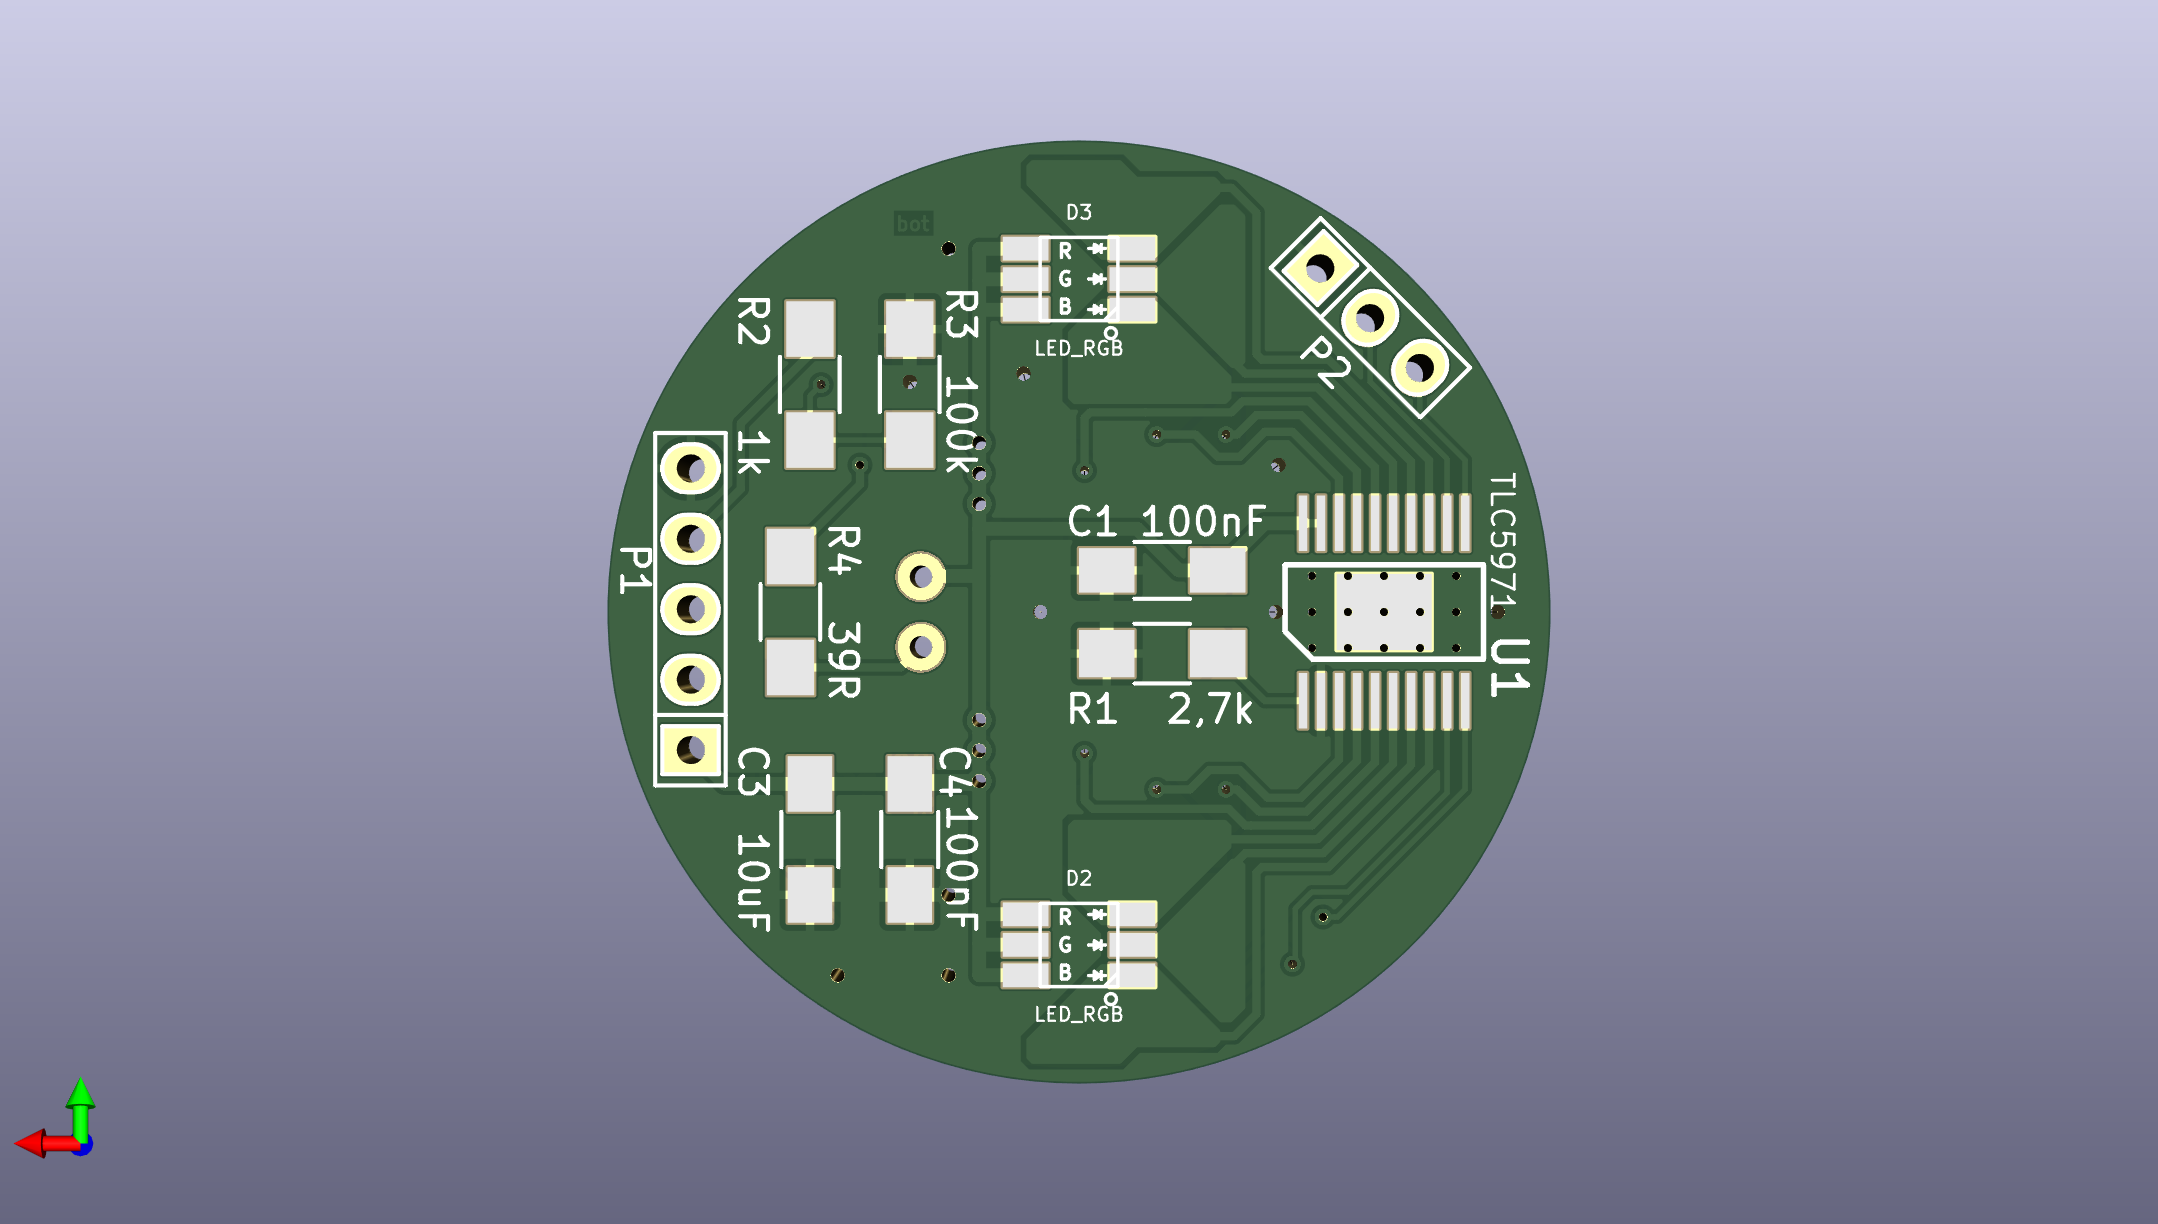 bot
D3
R
G
B
LED_RGB
R2
1k
R3
100k
P2
P1
R4
39R
C1 100nF
R1 2,7k
TLC5971
U1
C3
10uF
C4
100nF
D2
R
G
B
LED_RGB